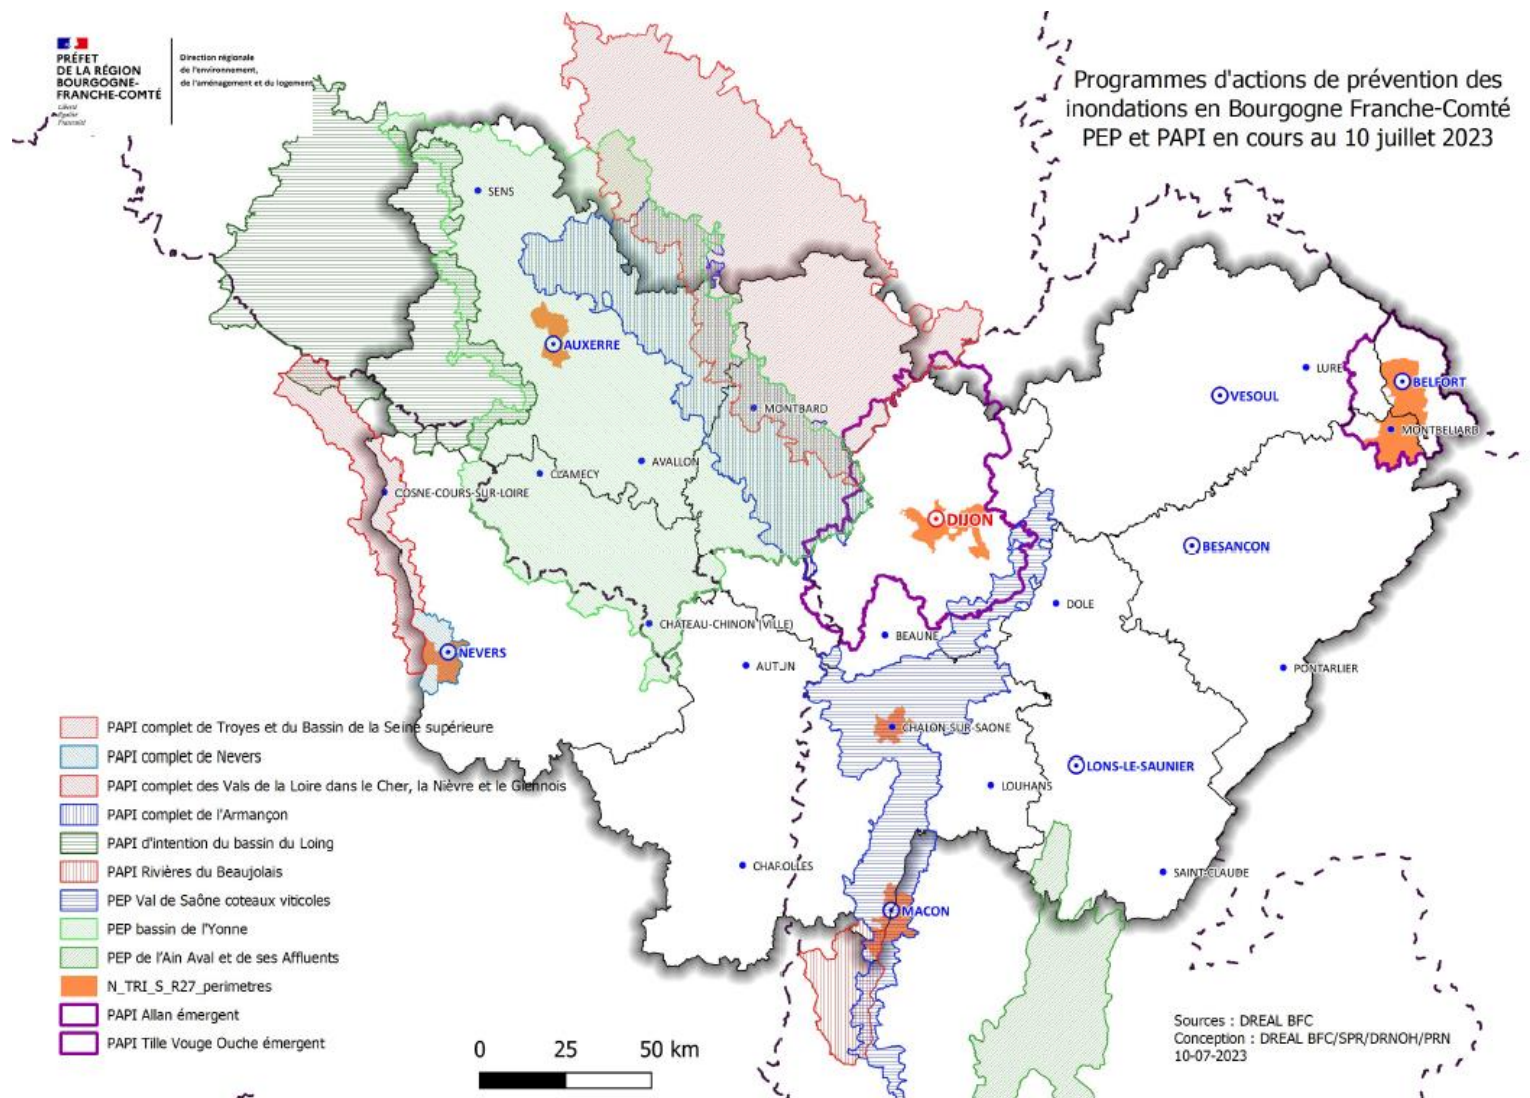 PRÉFET
DE LA RÉGION
BOURGOGNE-
FRANCHE-COMTÉ
Liberté
Égalité
Fraternité
Direction régionale
de l'environnement,
de l'aménagement et du logement
Programmes d'actions de prévention des
inondations en Bourgogne Franche-Comté
PEP et PAPI en cours au 10 juillet 2023
SENS
AUXERRE
LURE
BELFORT
VESOUL
MONTBARD
MONTBELIARD
AVALLON
CLAMECY
COSNE-COURS-SUR-LOIRE
DIJON
BESANCON
DOLE
CHATEAU-CHINON (VILLE)
BEAUNE
NEVERS
AUTUN
PONTARLIER
CHALON-SUR-SAONE
LONS-LE-SAUNIER
LOUHANS
CHAROLLES
SAINT-CLAUDE
MACON
PAPI complet de Troyes et du Bassin de la Seine supérieure
PAPI complet de Nevers
PAPI complet des Vals de la Loire dans le Cher, la Nièvre et le Giennois
PAPI complet de l'Armançon
PAPI d'intention du bassin du Loing
PAPI Rivières du Beaujolais
PEP Val de Saône coteaux viticoles
PEP bassin de l'Yonne
PEP de l'Ain Aval et de ses Affluents
N_TRI_S_R27_perimetres
PAPI Allan émergent
PAPI Tille Vouge Ouche émergent
0 25 50 km
Sources : DREAL BFC
Conception : DREAL BFC/SPR/DRNOH/PRN
10-07-2023